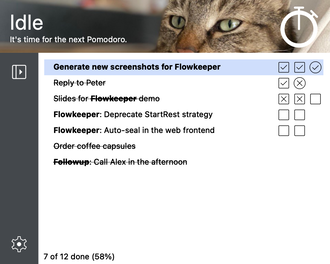 Idle
It's time for the next Pomodoro.
Generate new screenshots for Flowkeeper
Reply to Peter
Slides for Flowkeeper demo
Flowkeeper: Deprecate StartRest strategy
Flowkeeper: Auto-seal in the web frontend
Order coffee capsules
Followup: Call Alex in the afternoon
7 of 12 done (58%)